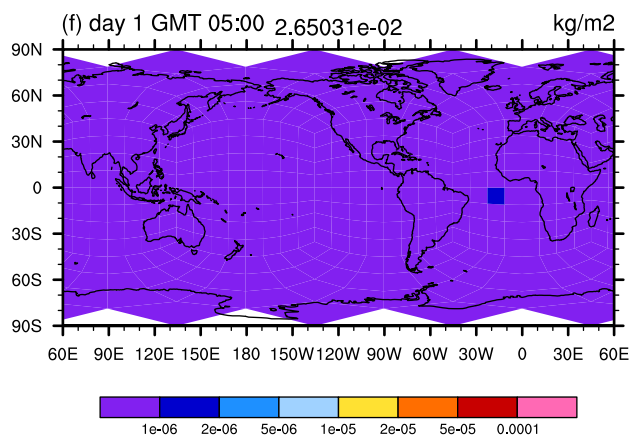 (f) day 1 GMT 05:00 2.65031e-02 kg/m2
90N
60N
30N
0
30S
60S
90S
60E 90E 120E 150E 180E 150W 120W 90W 60W 30W 0 30E 60E
1e-06 2e-06 5e-06 1e-05 2e-05 5e-05 0.0001